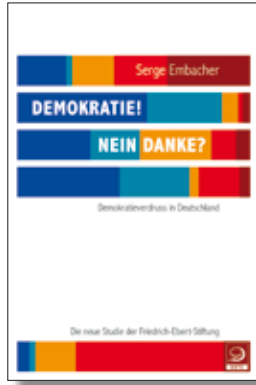 Serge Embacher
DEMOKRATIE!
NEIN DANKE?
Demokratieverdruss in Deutschland
Die neue Studie der Friedrich-Ebert-Stiftung